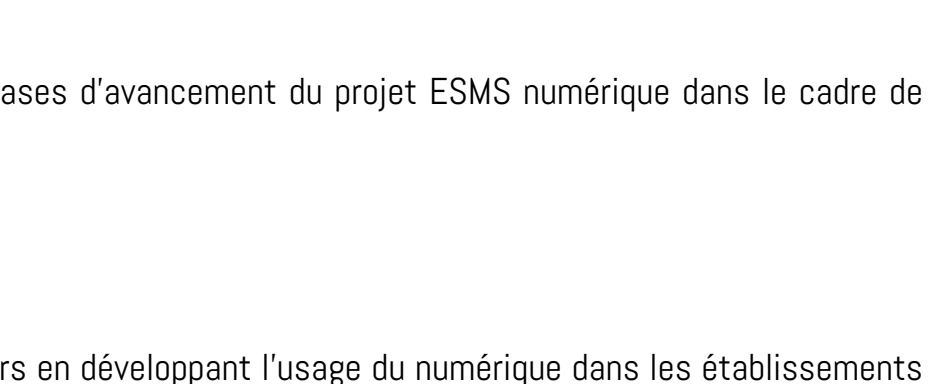 ases d'avancement du projet ESMS numérique dans le cadre de
rs en développant l'usage du numérique dans les établissements